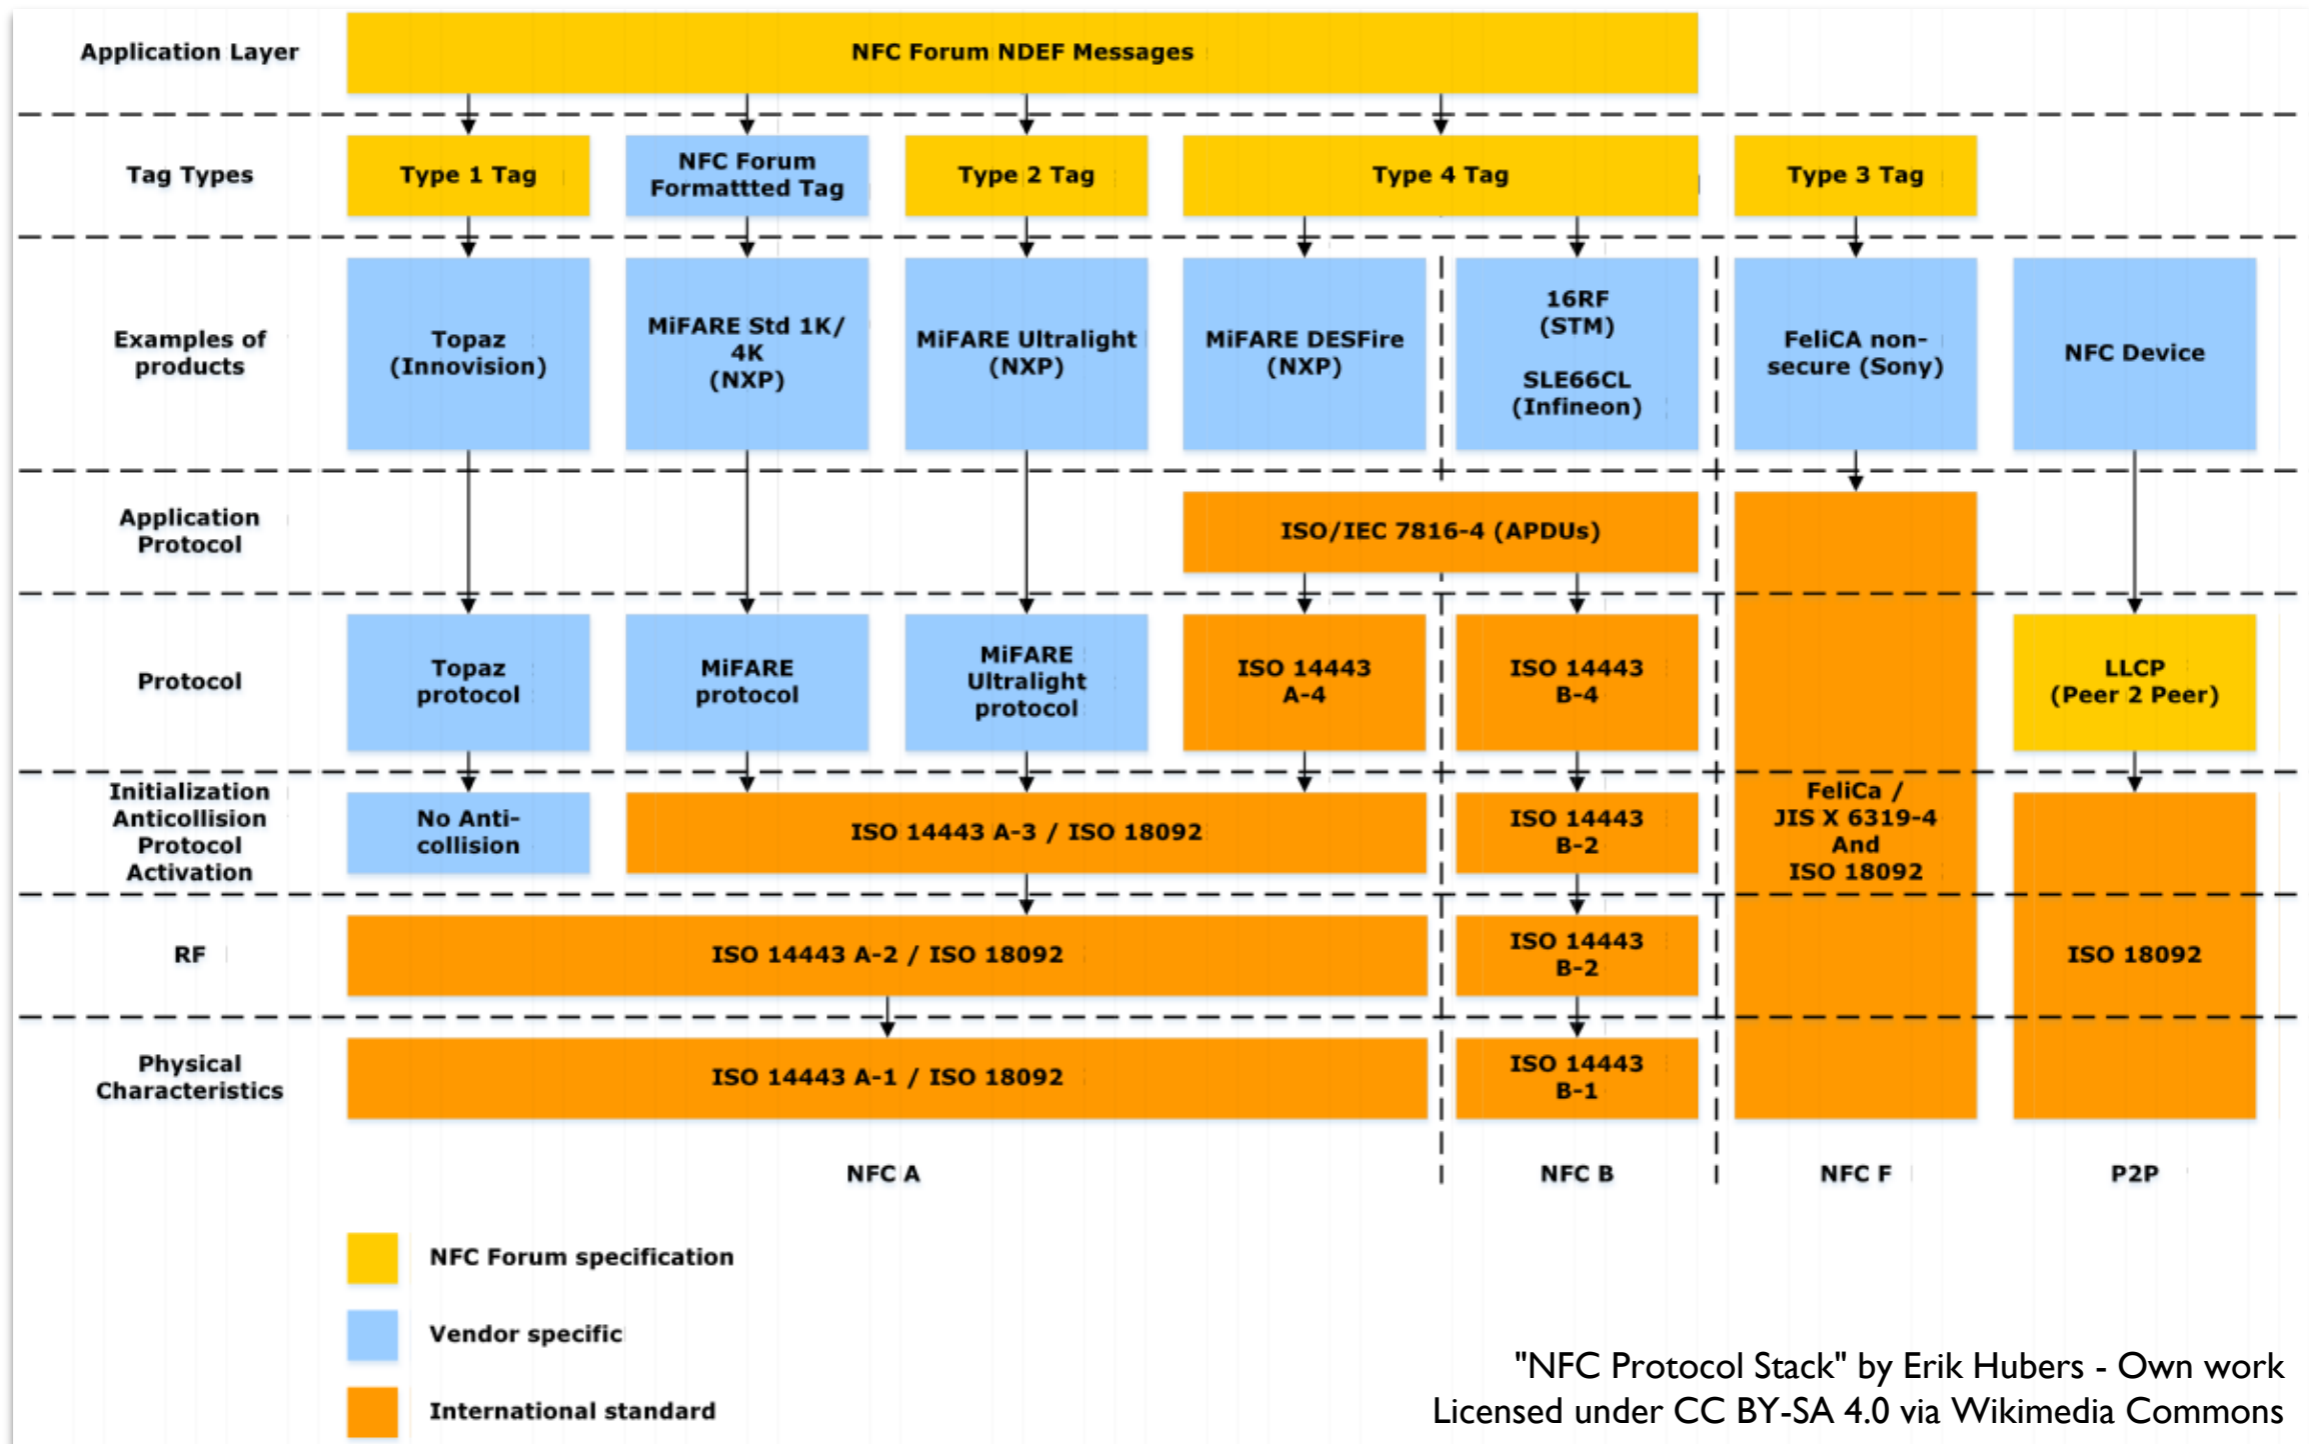 Application Layer
NFC Forum NDEF Messages
Tag Types
Type 1 Tag
NFC Forum
Formattted Tag
Type 2 Tag
Type 4 Tag
Type 3 Tag
Examples of
products
Topaz
(Innovision)
MiFARE Std 1K/
4K
(NXP)
MiFARE Ultralight
(NXP)
MiFARE DESFire
(NXP)
16RF
(STM)
SLE66CL
(Infineon)
FeliCA non-
secure (Sony)
NFC Device
Application
Protocol
ISO/IEC 7816-4 (APDUs)
Protocol
Topaz
protocol
MiFARE
protocol
MiFARE
Ultralight
protocol
ISO 14443
A-4
ISO 14443
B-4
LLCP
(Peer 2 Peer)
Initialization
Anticollision
Protocol
Activation
No Anti-
collision
ISO 14443 A-3 / ISO 18092
ISO 14443
B-2
FeliCa /
JIS X 6319-4
And
ISO 18092
RF
ISO 14443 A-2 / ISO 18092
ISO 14443
B-2
ISO 18092
Physical
Characteristics
ISO 14443 A-1 / ISO 18092
ISO 14443
B-1
NFC A
NFC B
NFC F
P2P
NFC Forum specification
Vendor specific
International standard
"NFC Protocol Stack" by Erik Hubers - Own work
Licensed under CC BY-SA 4.0 via Wikimedia Commons